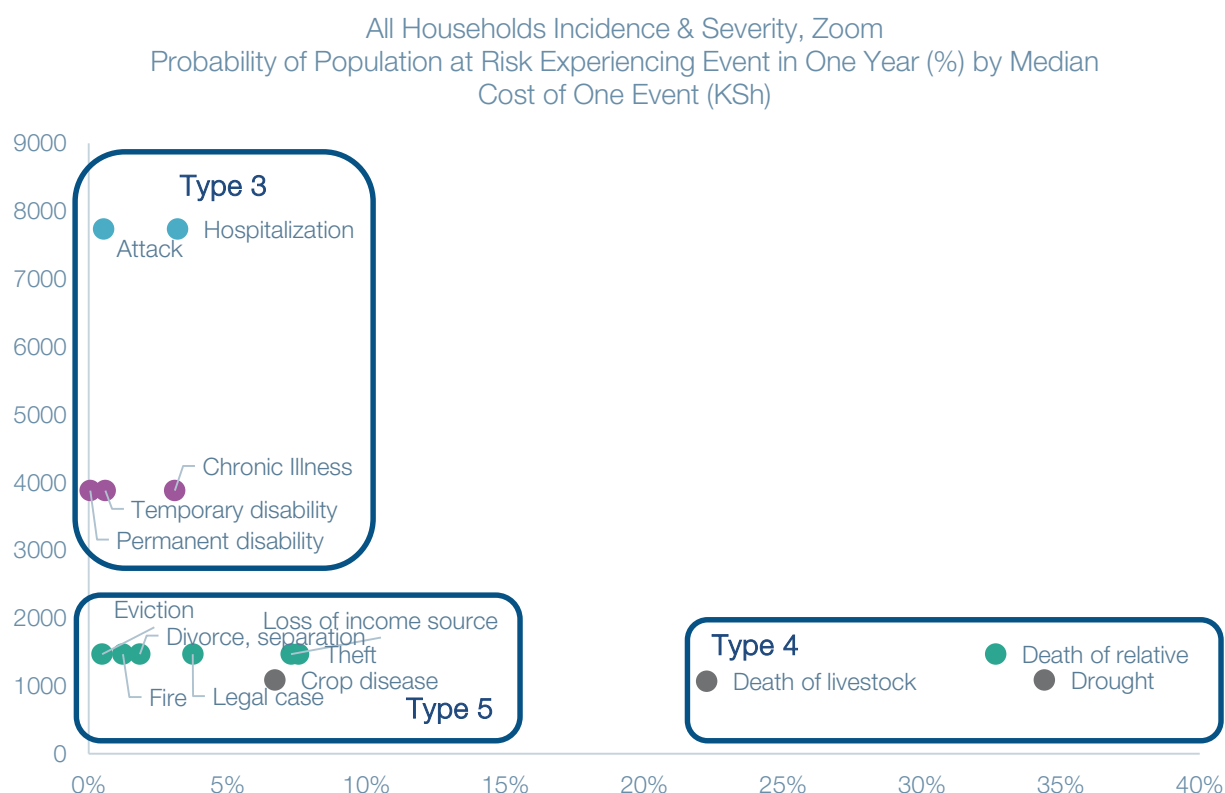 All Households Incidence & Severity, Zoom
Probability of Population at Risk Experiencing Event in One Year (%) by Median
Cost of One Event (KSh)
9000
Type 3
8000
Hospitalization
Attack
7000
6000
5000
Chronic Illness
4000
Temporary disability
Permanent disability
3000
Eviction
2000
Loss of income source
Divorce, separation
Type 4
Theft
Death of relative
Crop disease
Death of livestock
Drought
1000
Fire
Legal case
Type 5
0
0%
5%
10%
15%
20%
25%
30%
35%
40%